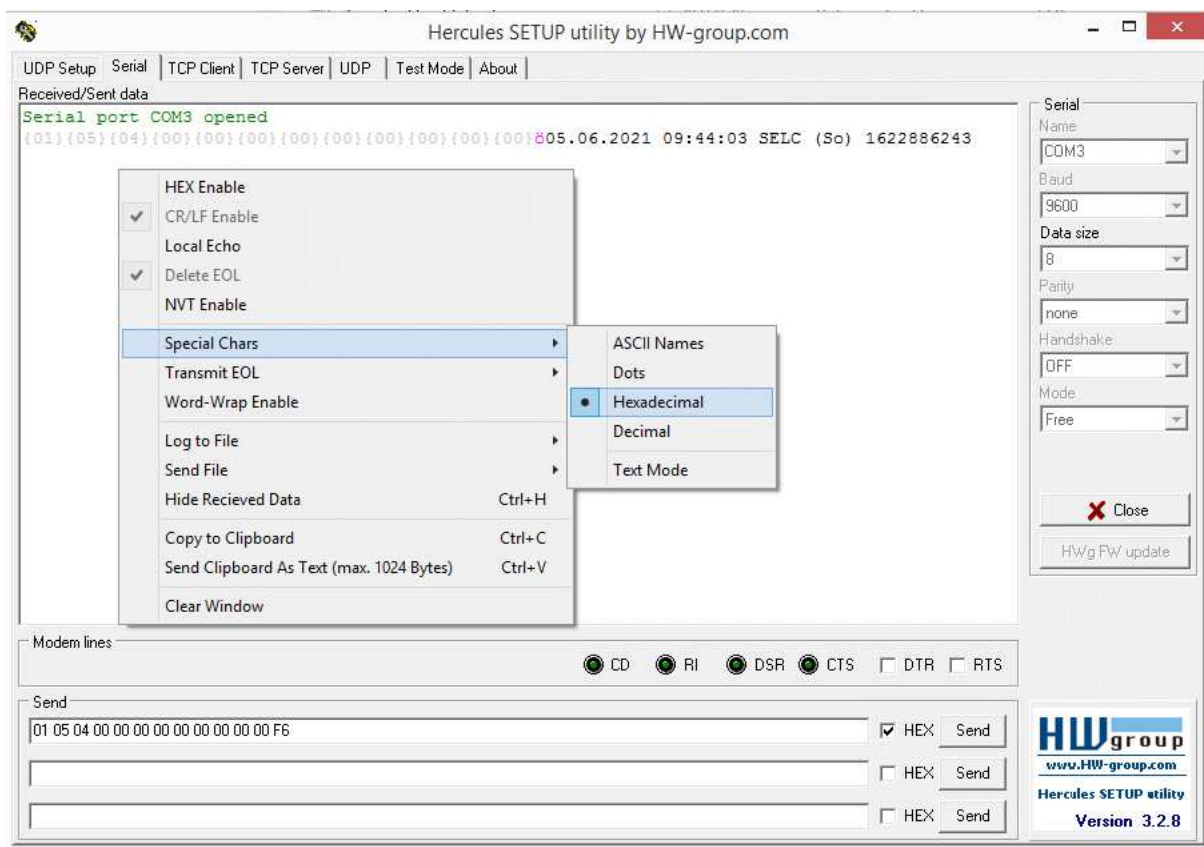 Hercules SETUP utility by HW-group.com
UDP Setup Serial TCP Client TCP Server UDP Test Mode About
Received/Sent data
Serial port COM3 opened
{01}{05}{04}{00}{00}{00}{00}{00}{00}{00}{00}{00}ö05.06.2021 09:44:03 SELC (So) 1622886243
HEX Enable
CR/LF Enable
Local Echo
Delete EOL
NVT Enable
Special Chars
Transmit EOL
Word-Wrap Enable
Log to File
Send File
Hide Recieved Data Ctrl+H
Copy to Clipboard Ctrl+C
Send Clipboard As Text (max. 1024 Bytes) Ctrl+V
Clear Window
ASCII Names
Dots
Hexadecimal
Decimal
Text Mode
Serial
Name
COM3
Baud
9600
Data size
8
Parity
none
Handshake
OFF
Mode
Free
Close
HWg FW update
Modem lines
CD RI DSR CTS DTR RTS
Send
01 05 04 00 00 00 00 00 00 00 00 00 F6 HEX Send
HEX Send
HEX Send
HW group
www.HW-group.com
Hercules SETUP utility
Version 3.2.8